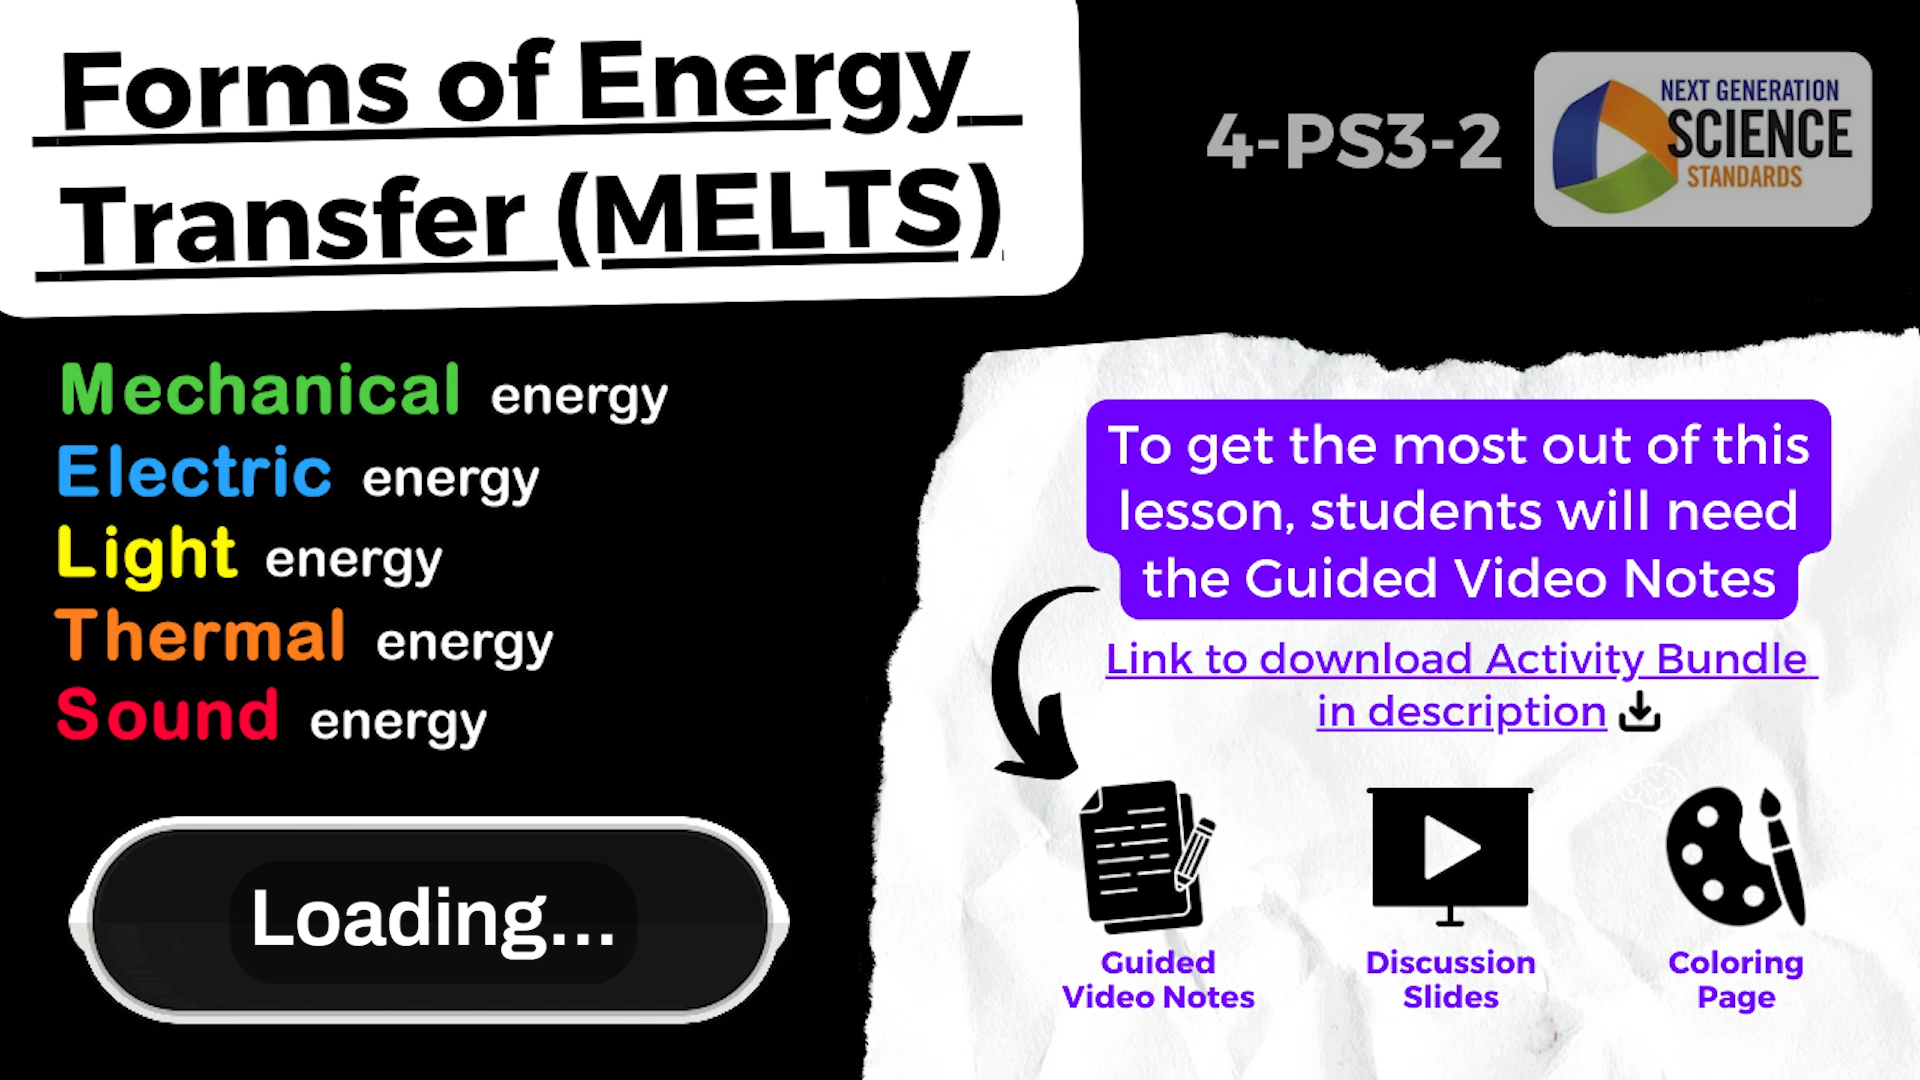 Forms of Energy
Transfer (MELTS)
4-PS3-2
NEXT GENERATION
SCIENCE
STANDARDS
Mechanical energy
Electric energy
Light energy
Thermal energy
Sound energy
Loading...
To get the most out of this
lesson, students will need
the Guided Video Notes
Link to download Activity Bundle
in description
Guided
Video Notes
Discussion
Slides
Coloring
Page